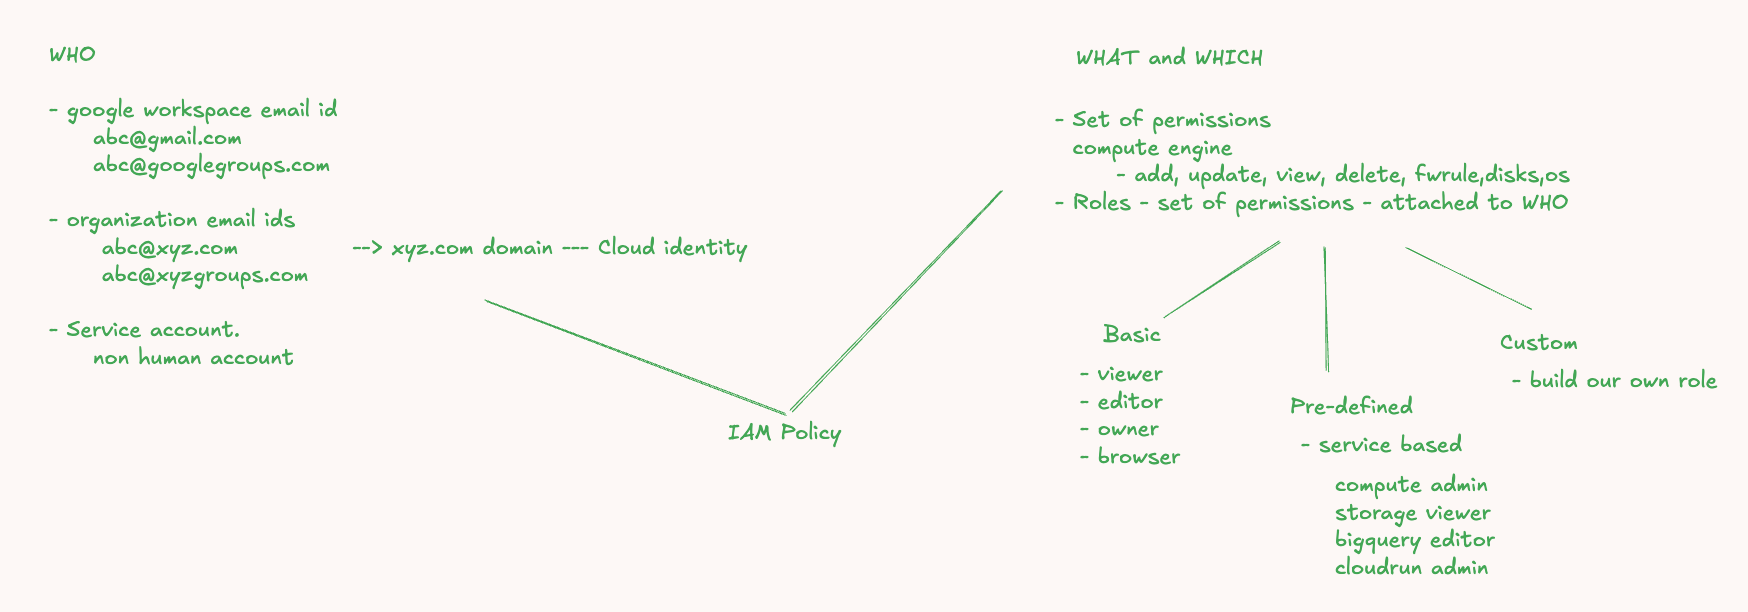 WHO
- google workspace email id
abc@gmail.com
abc@googlegroups.com
- organization email ids
abc@xyz.com --> xyz.com domain --- Cloud identity
abc@xyzgroups.com
- Service account.
non human account
IAM Policy
WHAT and WHICH
- Set of permissions
compute engine
- add, update, view, delete, fwrule,disks,os
- Roles - set of permissions - attached to WHO
Basic
- viewer
- editor
- owner
- browser
Pre-defined
- service based
compute admin
storage viewer
bigquery editor
cloudrun admin
Custom
- build our own role